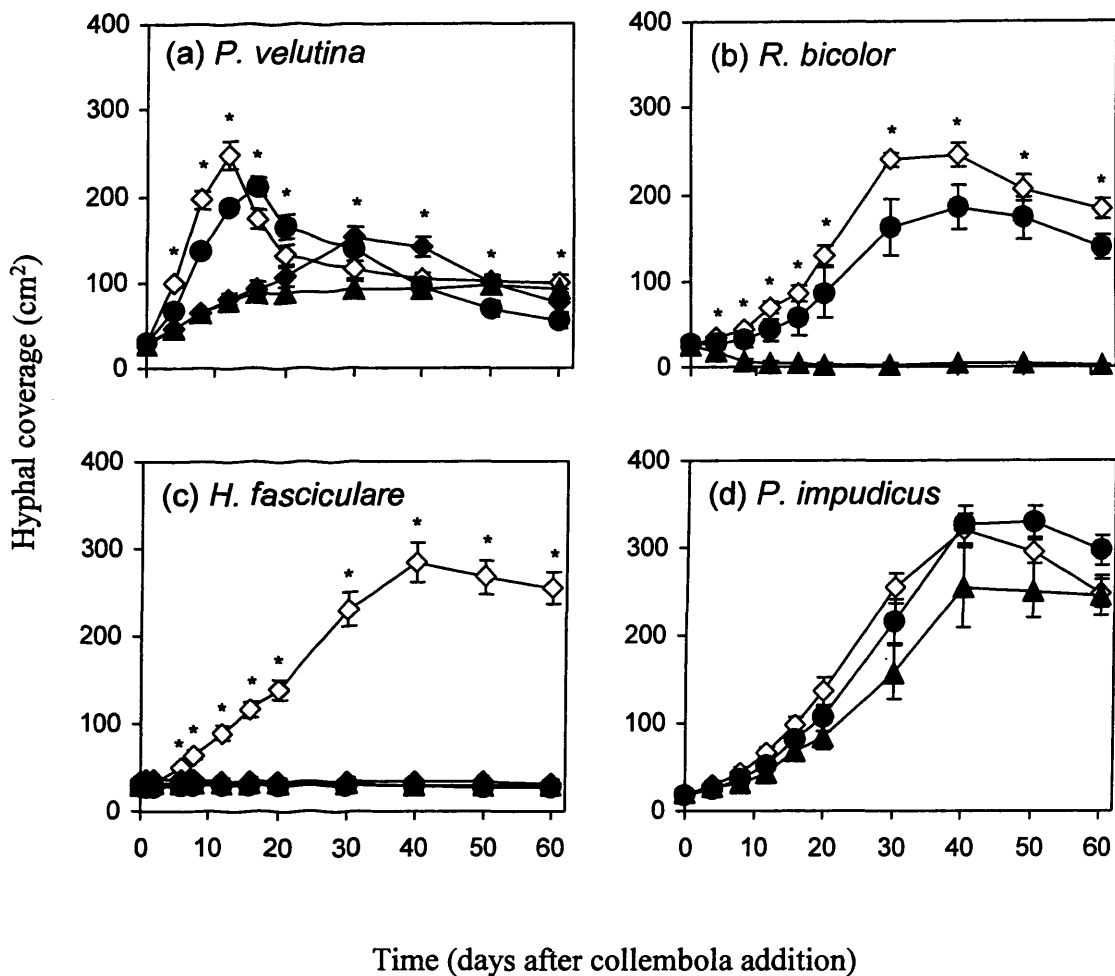 (a) P. velutina
(b) R. bicolor
400
300
200
100
0
* * * * * * * * *
400
300
200
100
0
* * * * * * * * *
(c) H. fasciculare
(d) P. impudicus
400
300
200
100
0
* * * * * * * * *
0 10 20 30 40 50 60
400
300
200
100
0
0 10 20 30 40 50 60
Hyphal coverage (cm²)
Time (days after collembola addition)